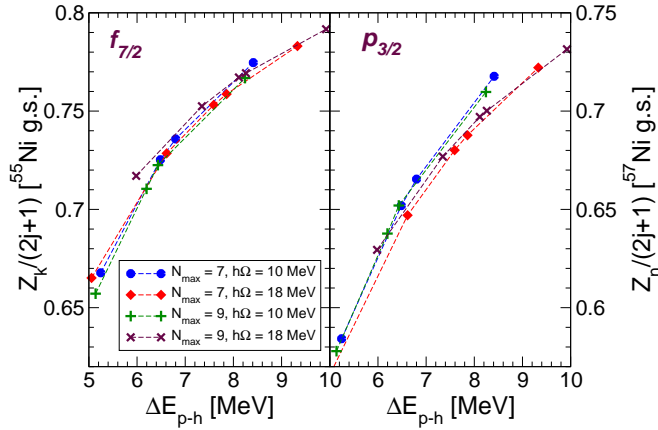 f7/2
p3/2
0.8
0.75
0.7
0.65
Zk/(2j+1) [55Ni g.s.]
0.75
0.7
0.65
0.6
Zn/(2j+1) [57Ni g.s.]
Nmax = 7, hΩ = 10 MeV
Nmax = 7, hΩ = 18 MeV
Nmax = 9, hΩ = 10 MeV
Nmax = 9, hΩ = 18 MeV
5 6 7 8 9 10 6 7 8 9 10
ΔEp-h [MeV]
ΔEp-h [MeV]